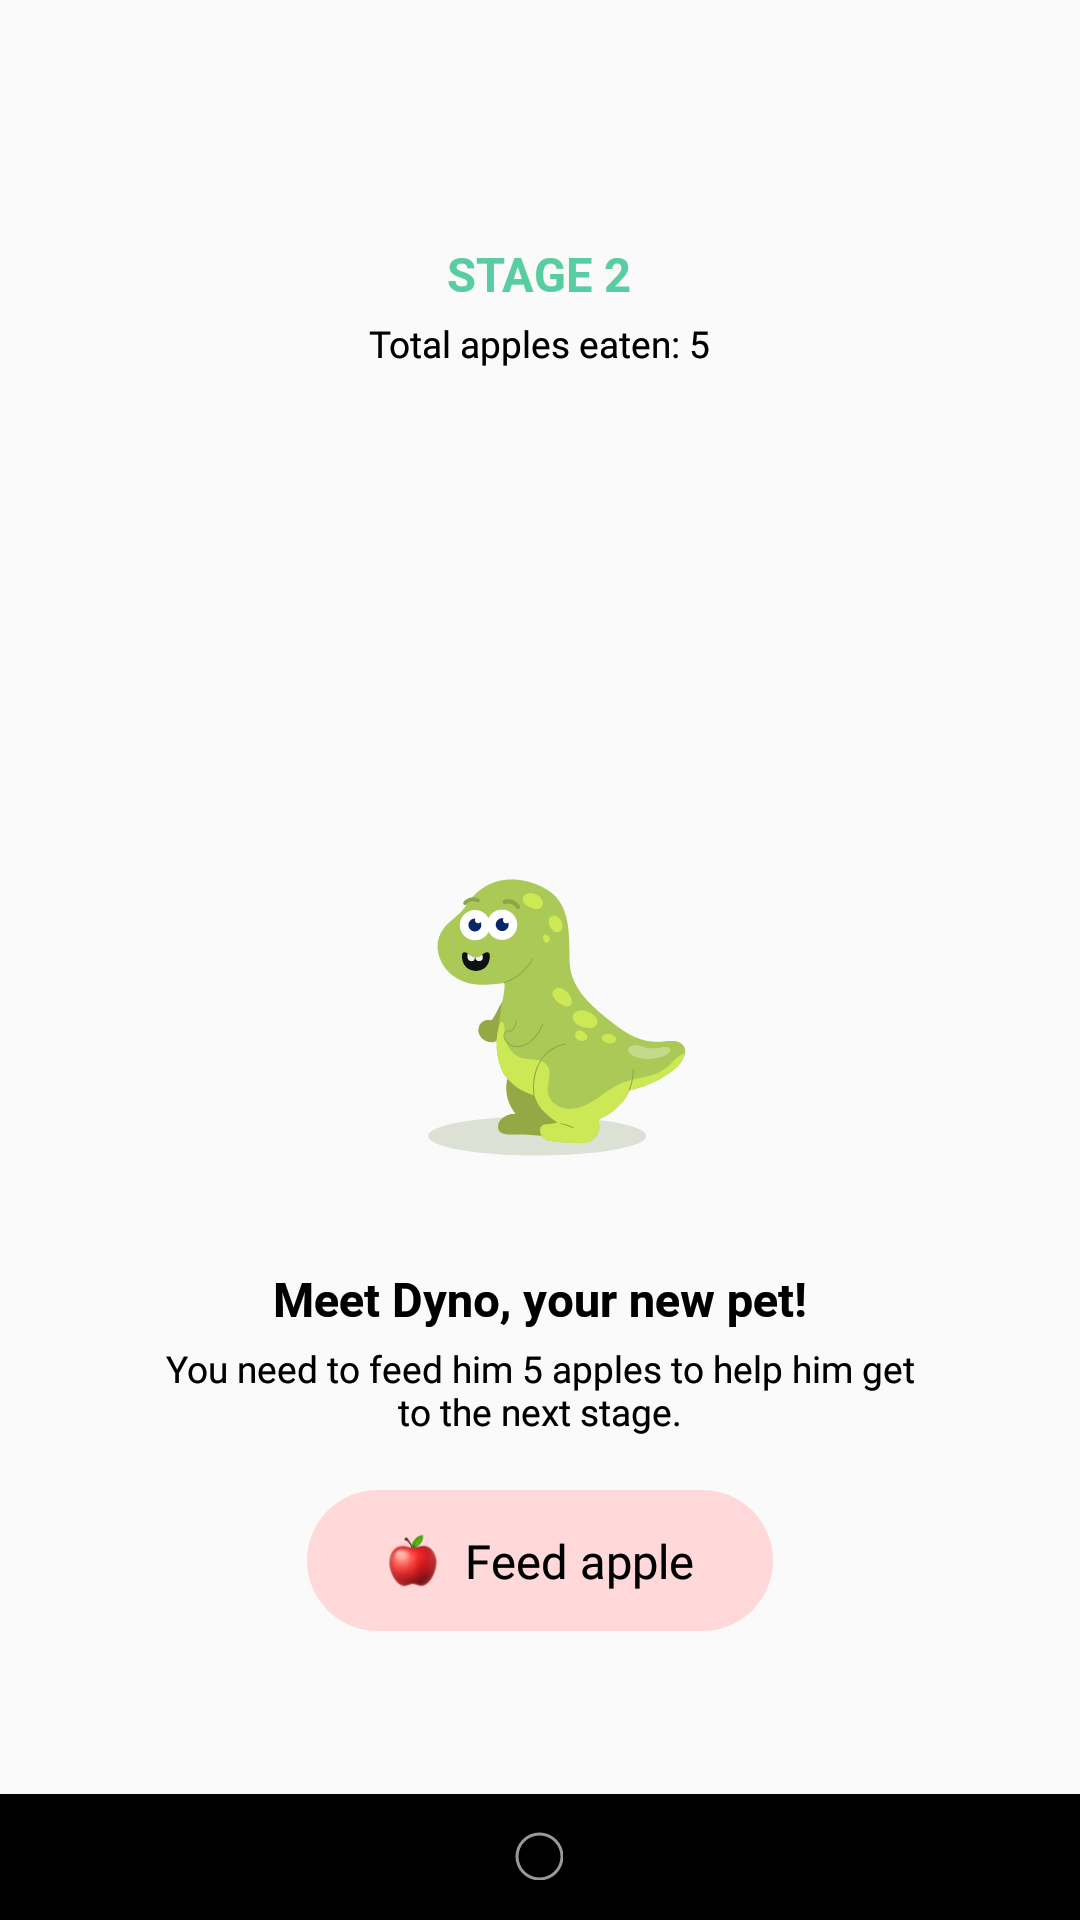 STAGE 2
Total apples eaten: 5
Meet Dyno, your new pet!
You need to feed him 5 apples to help him get
to the next stage.
Feed apple